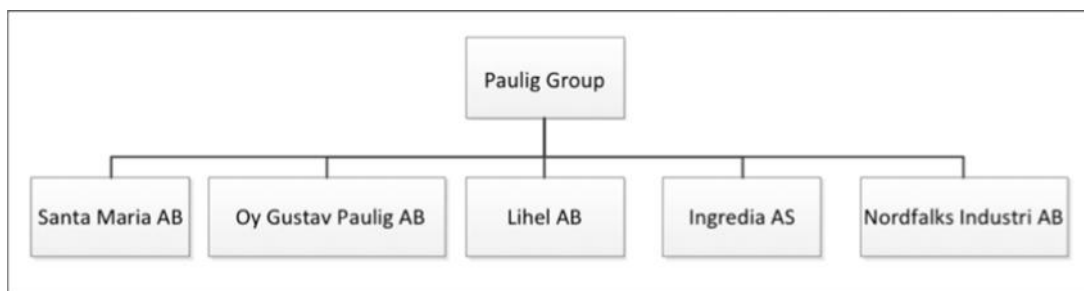 Paulig Group
Santa Maria AB
Oy Gustav Paulig AB
Lihel AB
Ingredia AS
Nordfalks Industri AB